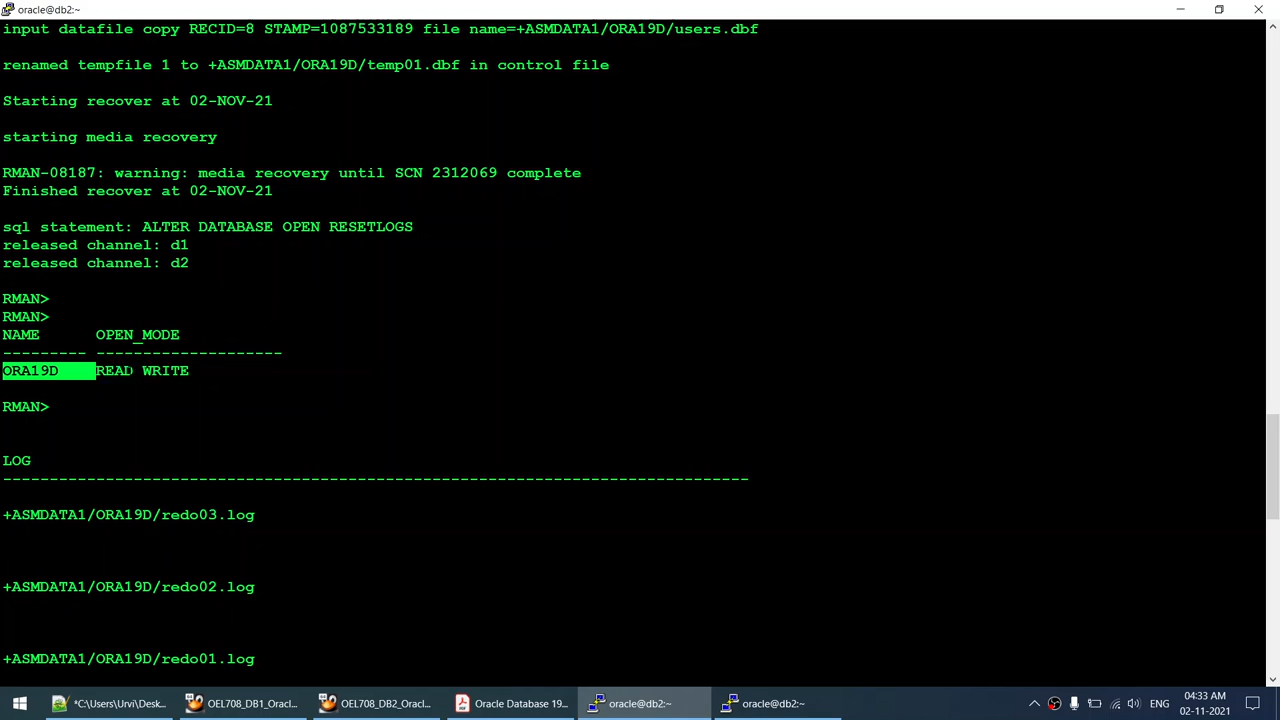 oracle@db2:~
input datafile copy RECID=8 STAMP=1087533189 file name=+ASMDATA1/ORA19D/users.dbf
renamed tempfile 1 to +ASMDATA1/ORA19D/temp01.dbf in control file
Starting recover at 02-NOV-21
starting media recovery
RMAN-08187: warning: media recovery until SCN 2312069 complete
Finished recover at 02-NOV-21
sql statement: ALTER DATABASE OPEN RESETLOGS
released channel: d1
released channel: d2
RMAN>
RMAN>
NAME      OPEN_MODE
--------- --------------------
ORA19D    READ WRITE
RMAN>
LOG
--------------------------------------------------------------------------------
+ASMDATA1/ORA19D/redo03.log
+ASMDATA1/ORA19D/redo02.log
+ASMDATA1/ORA19D/redo01.log
*C:\Users\Urvi\Desk... OEL708_DB1_Oracl... OEL708_DB2_Oracl... Oracle Database 19... oracle@db2:~ oracle@db2:~ ENG 04:33 AM
02-11-2021